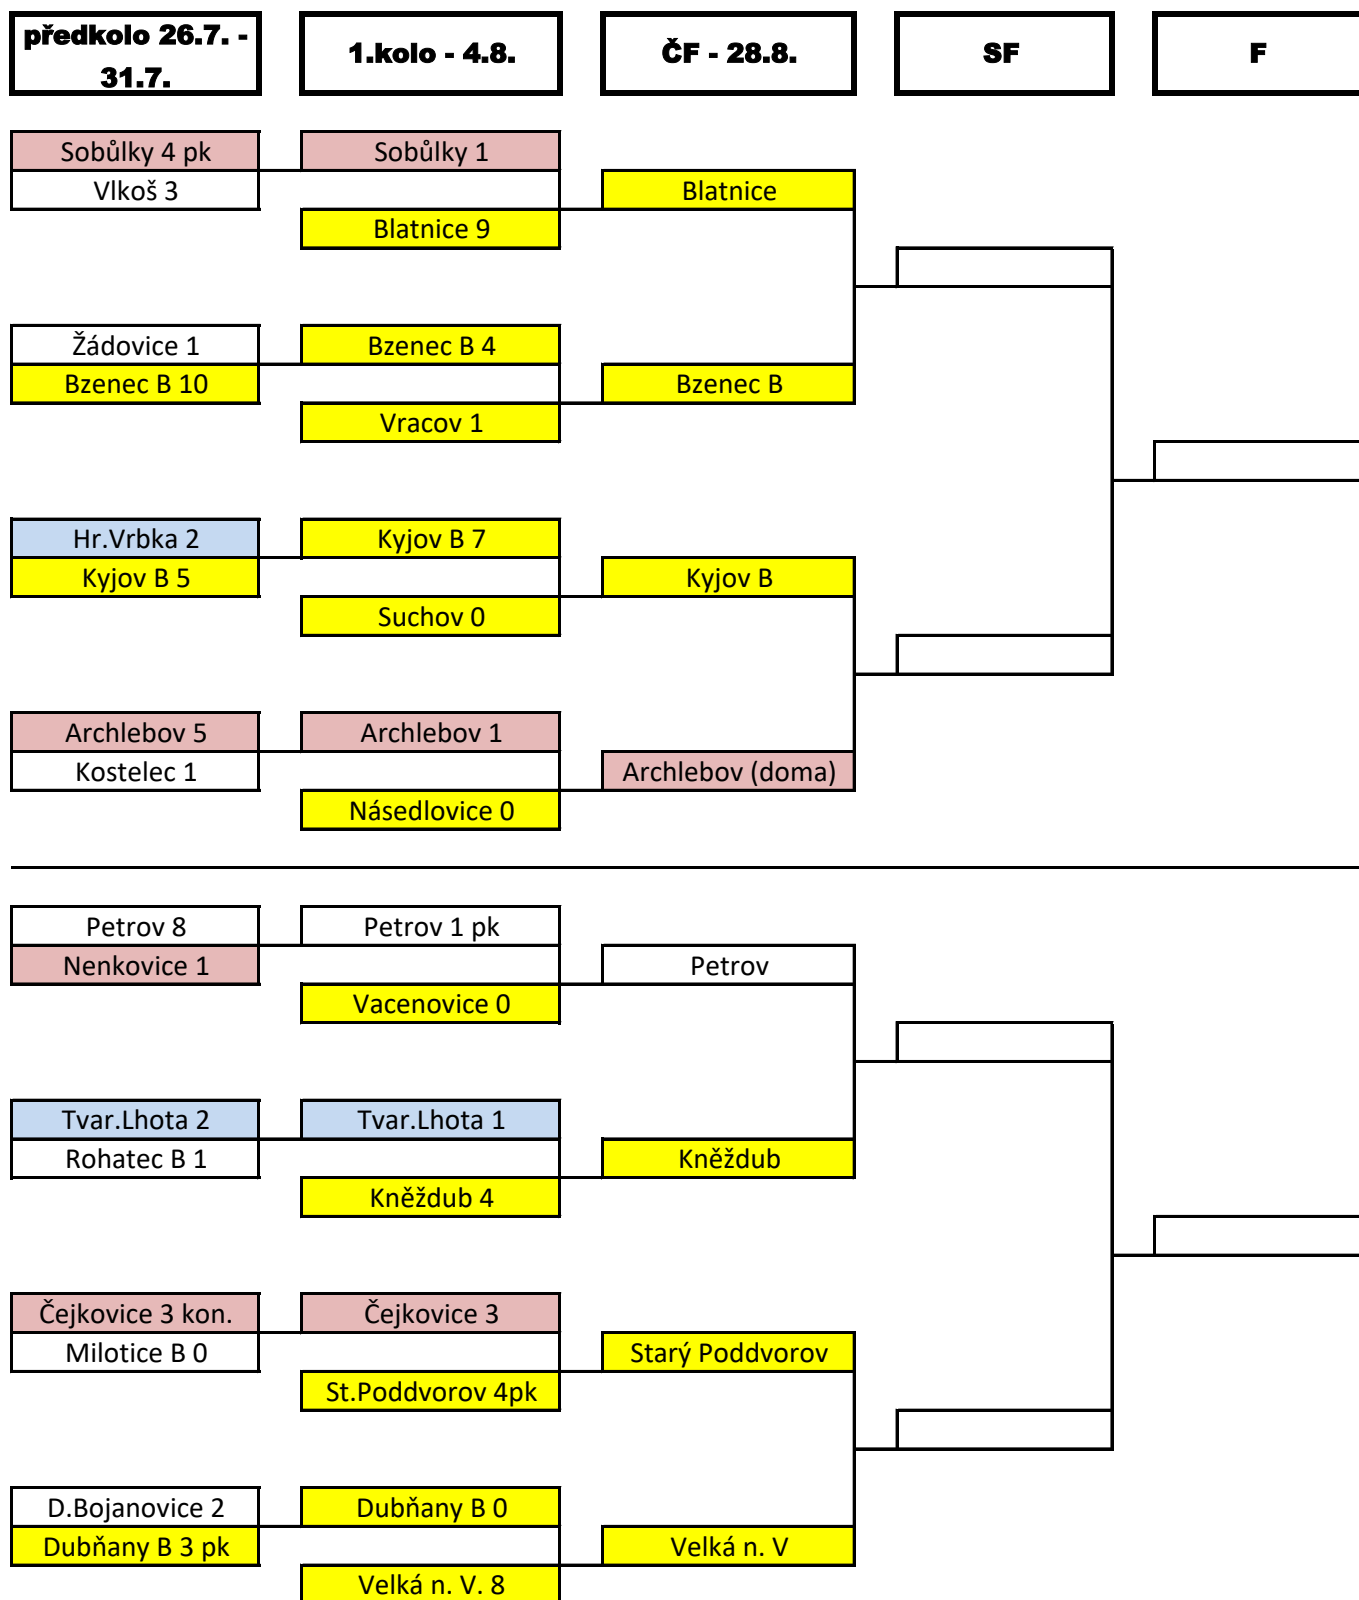 předkolo 26.7. -
31.7.
1.kolo - 4.8.
ČF - 28.8.
SF
F
Sobůlky 4 pk
Vlkoš 3
Sobůlky 1
Blatnice 9
Blatnice
Žádovice 1
Bzenec B 10
Bzenec B 4
Vracov 1
Bzenec B
Hr.Vrbka 2
Kyjov B 5
Kyjov B 7
Suchov 0
Kyjov B
Archlebov 5
Kostelec 1
Archlebov 1
Násedlovice 0
Archlebov (doma)
Petrov 8
Nenkovice 1
Petrov 1 pk
Vacenovice 0
Petrov
Tvar.Lhota 2
Rohatec B 1
Tvar.Lhota 1
Kněždub 4
Kněždub
Čejkovice 3 kon.
Milotice B 0
Čejkovice 3
St.Poddvorov 4pk
Starý Poddvorov
D.Bojanovice 2
Dubňany B 3 pk
Dubňany B 0
Velká n. V. 8
Velká n. V